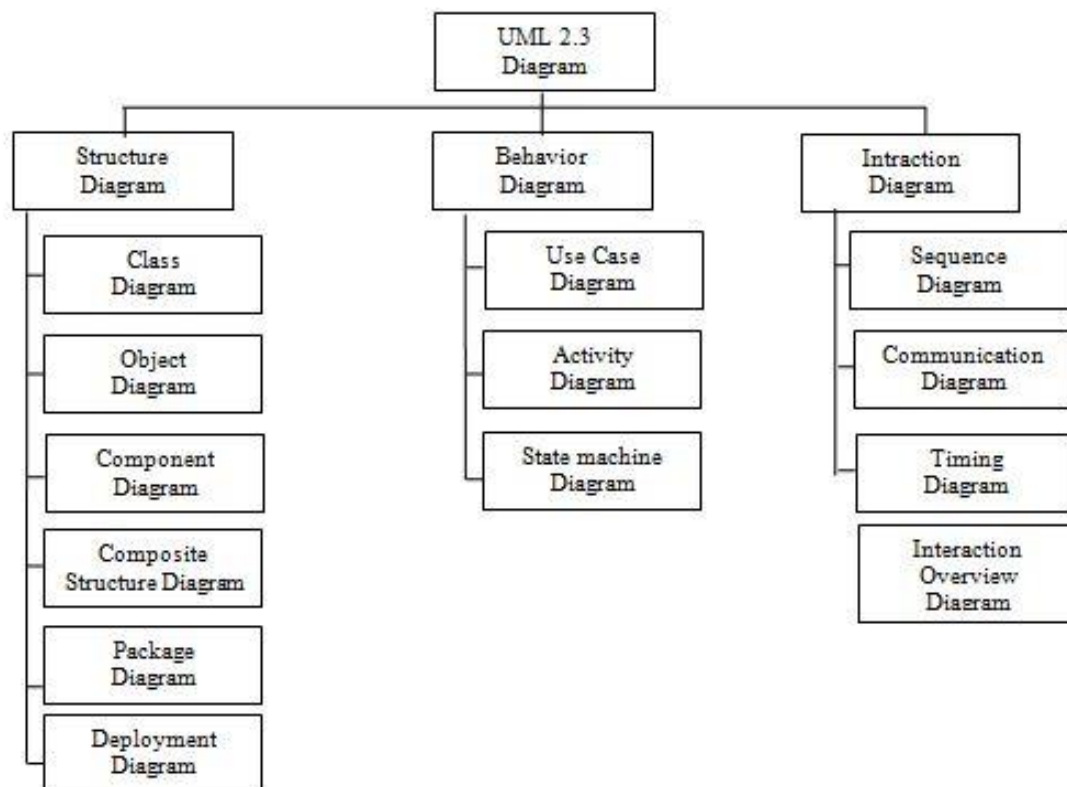 UML 2.3
Diagram
Structure
Diagram
Behavior
Diagram
Intraction
Diagram
Class
Diagram
Object
Diagram
Component
Diagram
Composite
Structure Diagram
Package
Diagram
Deployment
Diagram
Use Case
Diagram
Activity
Diagram
State machine
Diagram
Sequence
Diagram
Communication
Diagram
Timing
Diagram
Interaction
Overview
Diagram